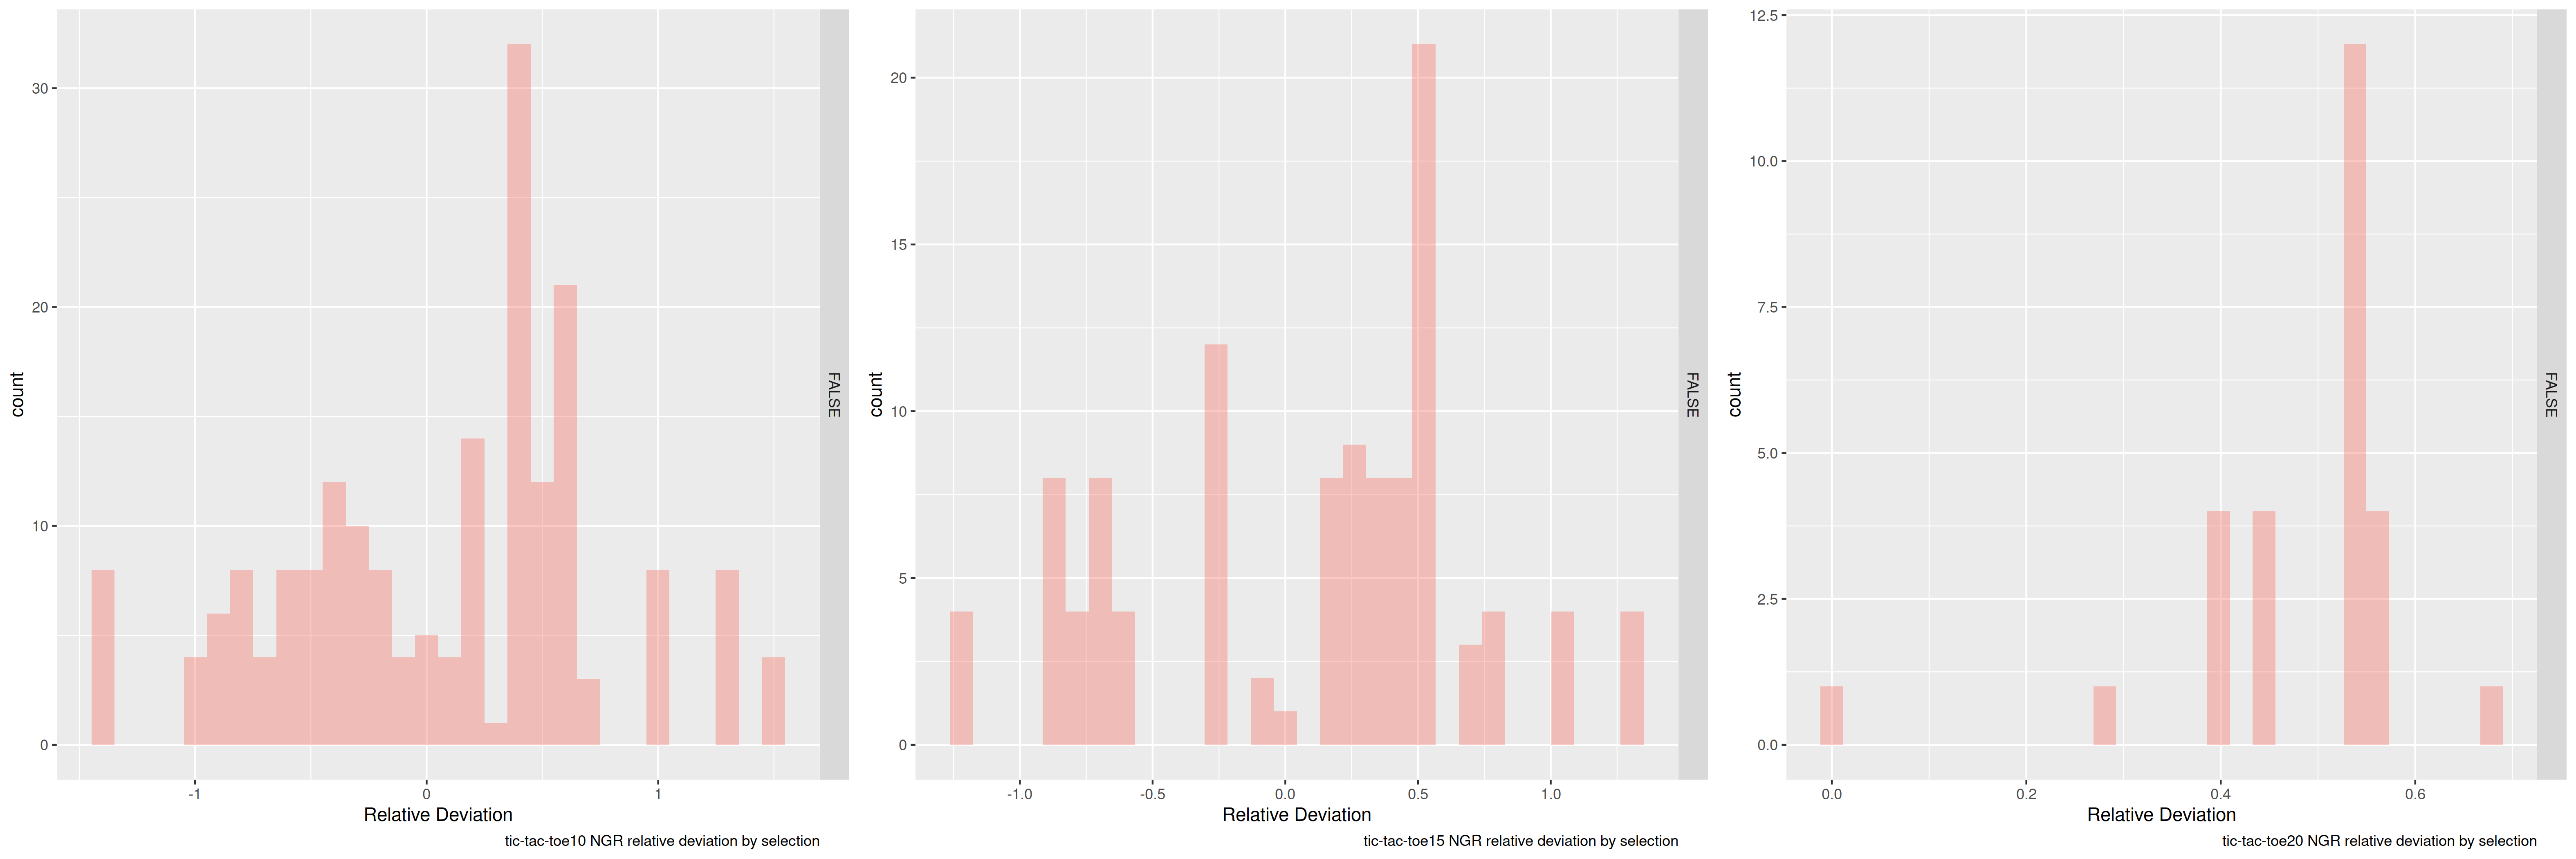 30
20
10
0
count
-1
0
1
Relative Deviation
FALSE
tic-tac-toe10 NGR relative deviation by selection
20
15
10
5
0
count
-1.0
-0.5
0.0
0.5
1.0
Relative Deviation
FALSE
tic-tac-toe15 NGR relative deviation by selection
12.5
10.0
7.5
5.0
2.5
0.0
count
0.0
0.2
0.4
0.6
Relative Deviation
FALSE
tic-tac-toe20 NGR relative deviation by selection